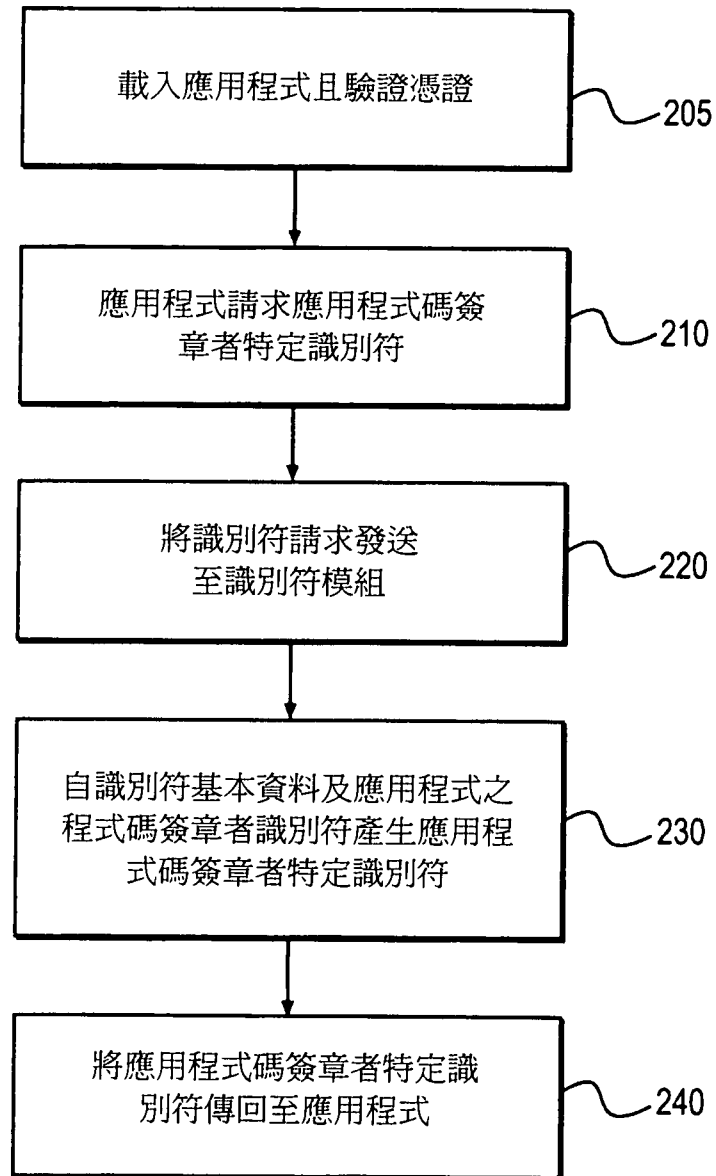 載入應用程式且驗證憑證
205
應用程式請求應用程式碼簽
章者特定識別符
210
將識別符請求發送
至識別符模組
220
自識別符基本資料及應用程式之
程式碼簽章者識別符產生應用程
式碼簽章者特定識別符
230
將應用程式碼簽章者特定識
別符傳回至應用程式
240